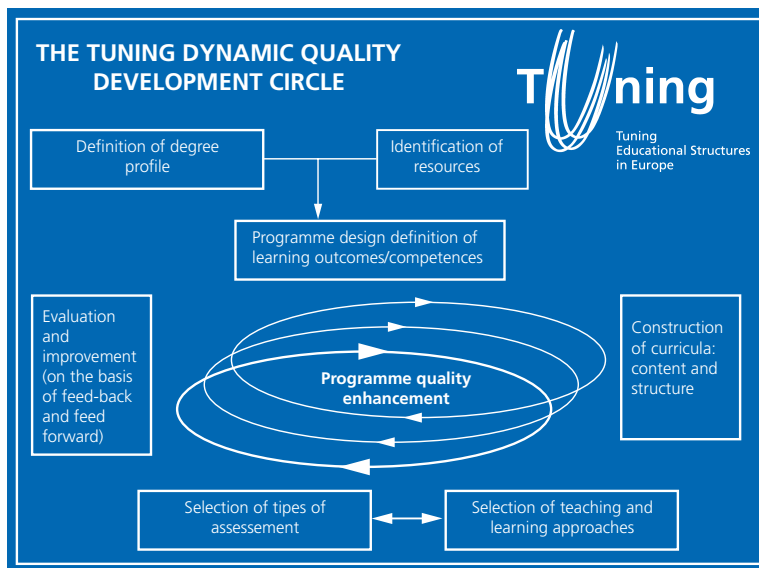 THE TUNING DYNAMIC QUALITY
DEVELOPMENT CIRCLE
Tuning
Tuning
Educational Structures
in Europe
Definition of degree
profile
Identification of
resources
Programme design definition of
learning outcomes/competences
Evaluation
and
improvement
(on the basis
of feed-back
and feed
forward)
Programme quality
enhancement
Construction
of curricula:
content and
structure
Selection of tipes of
assessement
Selection of teaching and
learning approaches